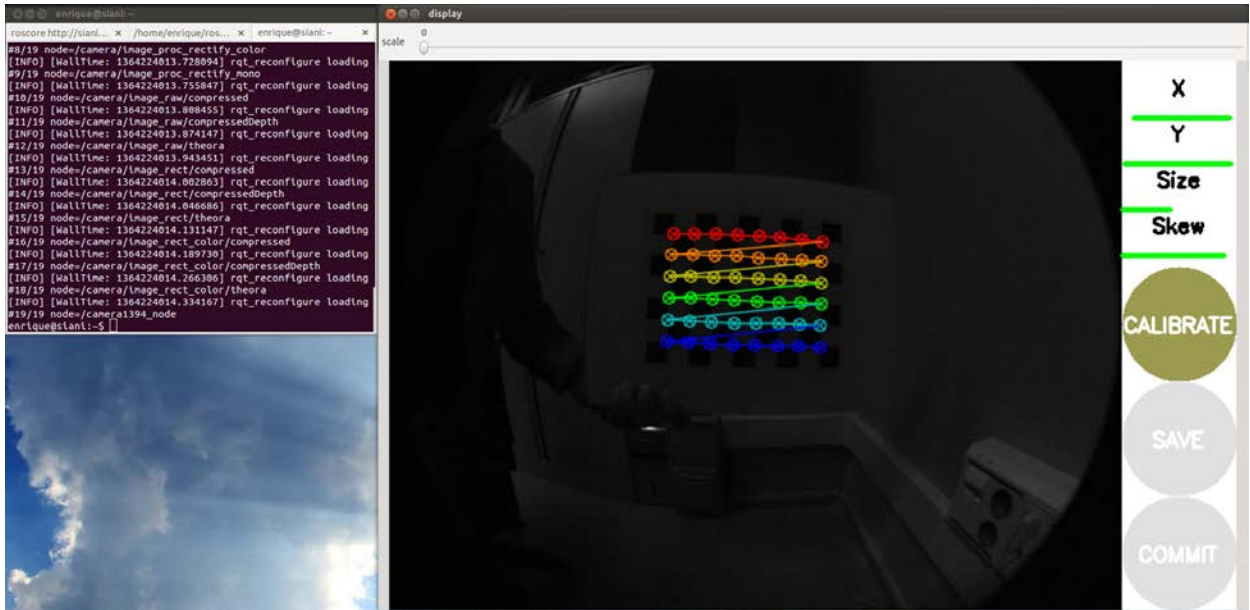 enrique@siani: ~
roscore http://siani... × /home/enrique/ros... × enrique@siani: ~ ×
#8/19 node=/camera/image_proc_rectify_color
[INFO] [WallTime: 1364224013.728094] rqt_reconfigure loading
#9/19 node=/camera/image_proc_rectify_mono
[INFO] [WallTime: 1364224013.755847] rqt_reconfigure loading
#10/19 node=/camera/image_raw/compressed
[INFO] [WallTime: 1364224013.808455] rqt_reconfigure loading
#11/19 node=/camera/image_raw/compressedDepth
[INFO] [WallTime: 1364224013.874147] rqt_reconfigure loading
#12/19 node=/camera/image_raw/theora
[INFO] [WallTime: 1364224013.943451] rqt_reconfigure loading
#13/19 node=/camera/image_rect/compressed
[INFO] [WallTime: 1364224014.002863] rqt_reconfigure loading
#14/19 node=/camera/image_rect/compressedDepth
[INFO] [WallTime: 1364224014.046686] rqt_reconfigure loading
#15/19 node=/camera/image_rect/theora
[INFO] [WallTime: 1364224014.131147] rqt_reconfigure loading
#16/19 node=/camera/image_rect_color/compressed
[INFO] [WallTime: 1364224014.189730] rqt_reconfigure loading
#17/19 node=/camera/image_rect_color/compressedDepth
[INFO] [WallTime: 1364224014.266306] rqt_reconfigure loading
#18/19 node=/camera/image_rect_color/theora
[INFO] [WallTime: 1364224014.334167] rqt_reconfigure loading
#19/19 node=/camera1394_node
enrique@siani:~$
display
scale 0
X
Y
Size
Skew
CALIBRATE
SAVE
COMMIT